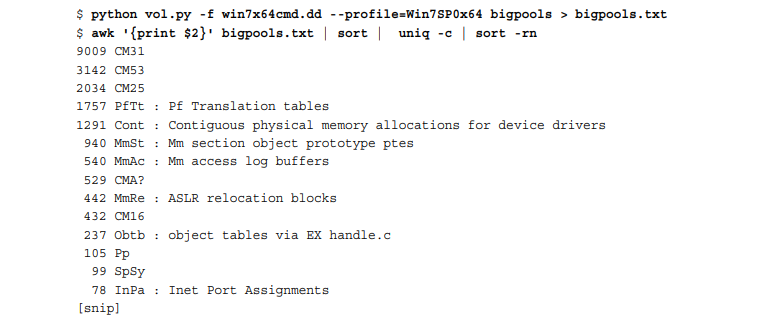 $ python vol.py -f win7x64cmd.dd --profile=Win7SP0x64 bigpools > bigpools.txt
$ awk '{print $2}' bigpools.txt | sort | uniq -c | sort -rn
9009 CM31
3142 CM53
2034 CM25
1757 PfTt : Pf Translation tables
1291 Cont : Contiguous physical memory allocations for device drivers
940 MmSt : Mm section object prototype ptes
540 MmAc : Mm access log buffers
529 CMA?
442 MmRe : ASLR relocation blocks
432 CM16
237 Obtb : object tables via EX handle.c
105 Pp
99 SpSy
78 InPa : Inet Port Assignments
[snip]